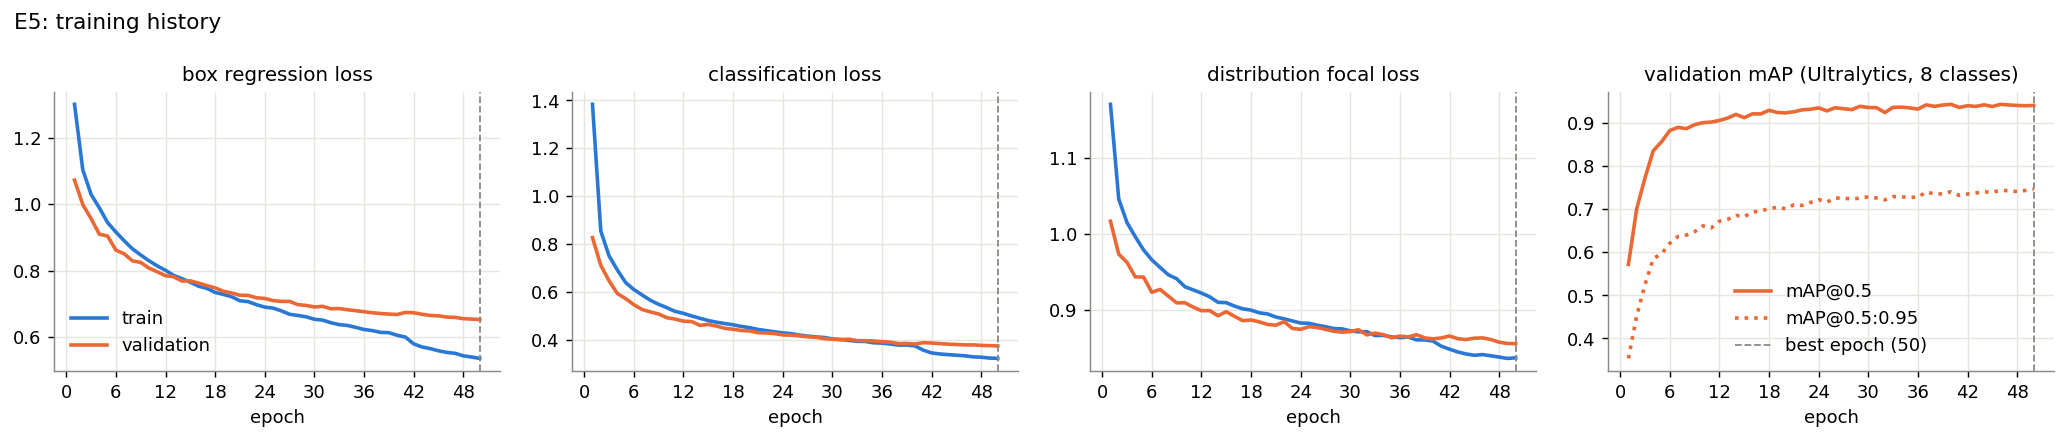 E5: training history
box regression loss
1.2
1.0
0.8
0.6
train
validation
0 6 12 18 24 30 36 42 48
epoch
classification loss
1.4
1.2
1.0
0.8
0.6
0.4
0 6 12 18 24 30 36 42 48
epoch
distribution focal loss
1.1
1.0
0.9
0 6 12 18 24 30 36 42 48
epoch
validation mAP (Ultralytics, 8 classes)
0.9
0.8
0.7
0.6
0.5
0.4
mAP@0.5
mAP@0.5:0.95
best epoch (50)
0 6 12 18 24 30 36 42 48
epoch